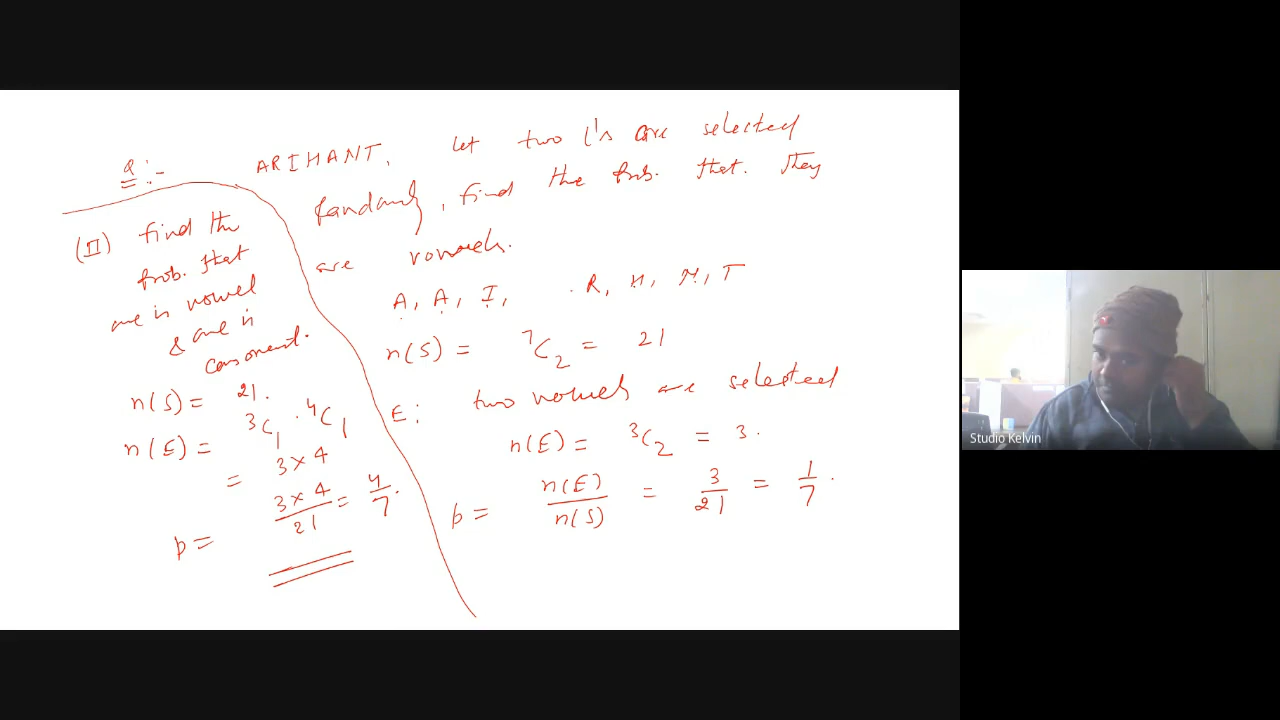 Q :-
ARIHANT, Let two l's are selected
randomly, find the prob. that. they
are vowels.
A, A, I, R, H, N, T
n(S) = ⁷C₂ = 21
E: two vowels are selected
n(E) = ³C₂ = 3.
p = n(E)/n(S) = 3/21 = 1/7.
(II) find the
prob. that
one is vowel
& one is
consonent.
n(S) = 21.
n(E) = ³C₁ · ⁴C₁
= 3 × 4
p = 3 × 4/21 = 4/7.
Studio Kelvin